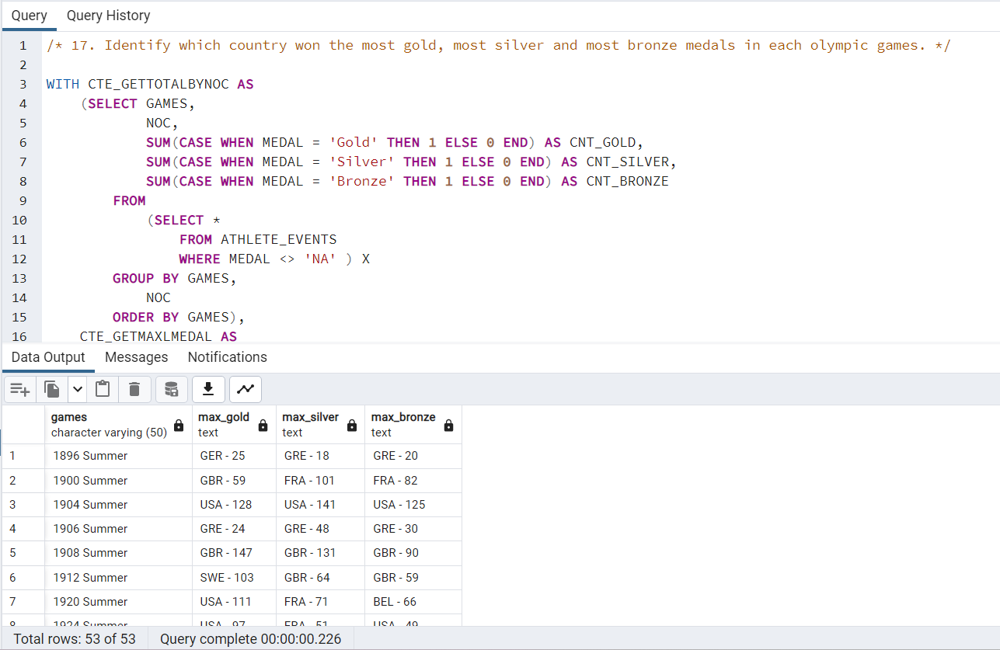 Query Query History
1 /* 17. Identify which country won the most gold, most silver and most bronze medals in each olympic games. */
2
3 WITH CTE_GETTOTALBYNOC AS
4 (SELECT GAMES,
5 NOC,
6 SUM(CASE WHEN MEDAL = 'Gold' THEN 1 ELSE 0 END) AS CNT_GOLD,
7 SUM(CASE WHEN MEDAL = 'Silver' THEN 1 ELSE 0 END) AS CNT_SILVER,
8 SUM(CASE WHEN MEDAL = 'Bronze' THEN 1 ELSE 0 END) AS CNT_BRONZE
9 FROM
10 (SELECT *
11 FROM ATHLETE_EVENTS
12 WHERE MEDAL <> 'NA' ) X
13 GROUP BY GAMES,
14 NOC
15 ORDER BY GAMES),
16 CTE_GETMAXLMEDAL AS
Data Output Messages Notifications
games max_gold max_silver max_bronze
character varying (50) text text text
1 1896 Summer GER - 25 GRE - 18 GRE - 20
2 1900 Summer GBR - 59 FRA - 101 FRA - 82
3 1904 Summer USA - 128 USA - 141 USA - 125
4 1906 Summer GRE - 24 GRE - 48 GRE - 30
5 1908 Summer GBR - 147 GBR - 131 GBR - 90
6 1912 Summer SWE - 103 GBR - 64 GBR - 59
7 1920 Summer USA - 111 FRA - 71 BEL - 66
8 1924 Summer USA - 97 FRA - 51 USA - 49
Total rows: 53 of 53 Query complete 00:00:00.226